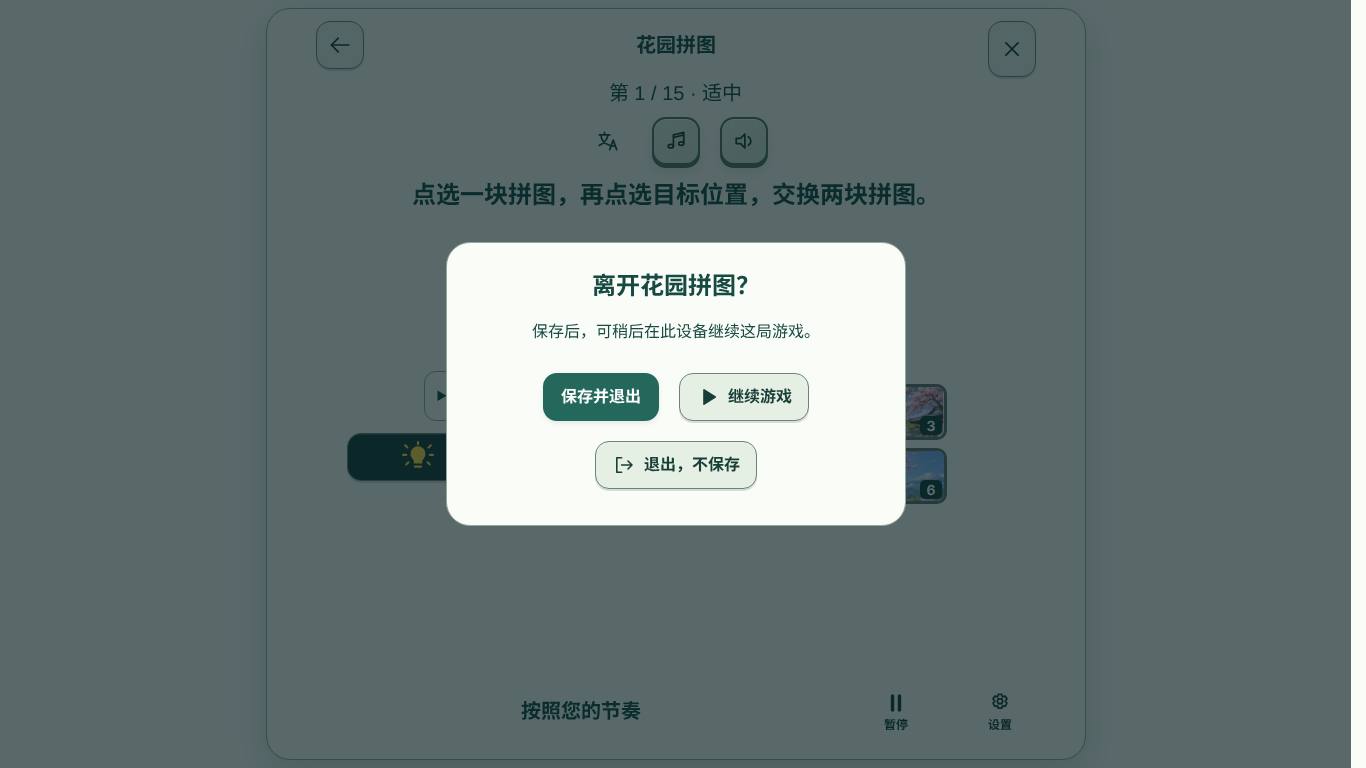 花园拼图
第 1 / 15 · 适中
点选一块拼图，再点选目标位置，交换两块拼图。
离开花园拼图？
保存后，可稍后在此设备继续这局游戏。
保存并退出
继续游戏
3
退出，不保存
6
按照您的节奏
暂停
设置